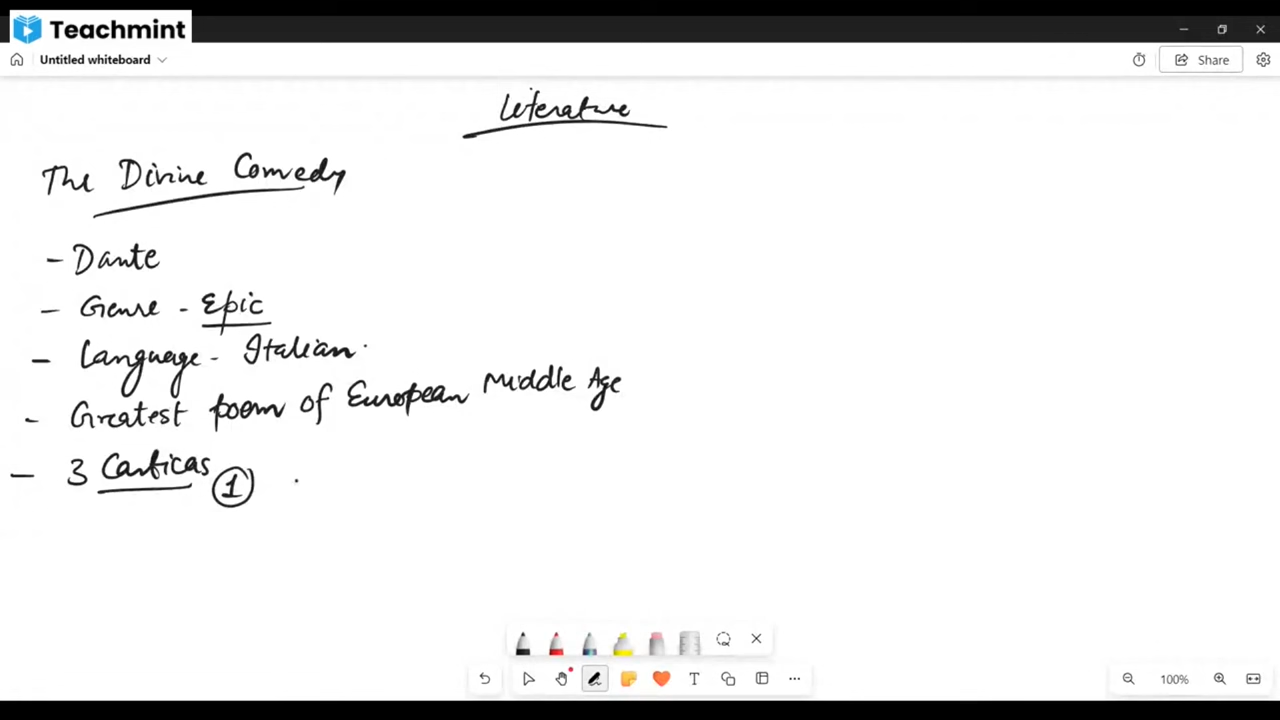 Teachmint
Untitled whiteboard
Share
Literature
The Divine Comedy
- Dante
- Genre - Epic
- Language - Italian
- Greatest poem of European Middle Age
- 3 Canticas ①
100%